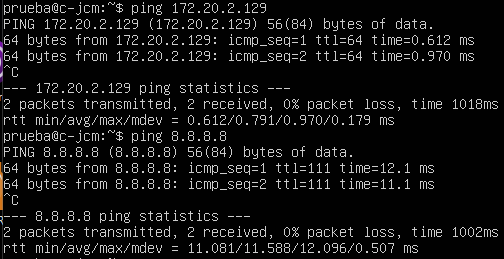 prueba@c-jcm:~$ ping 172.20.2.129
PING 172.20.2.129 (172.20.2.129) 56(84) bytes of data.
64 bytes from 172.20.2.129: icmp_seq=1 ttl=64 time=0.612 ms
64 bytes from 172.20.2.129: icmp_seq=2 ttl=64 time=0.970 ms
^C
--- 172.20.2.129 ping statistics ---
2 packets transmitted, 2 received, 0% packet loss, time 1018ms
rtt min/avg/max/mdev = 0.612/0.791/0.970/0.179 ms
prueba@c-jcm:~$ ping 8.8.8.8
PING 8.8.8.8 (8.8.8.8) 56(84) bytes of data.
64 bytes from 8.8.8.8: icmp_seq=1 ttl=111 time=12.1 ms
64 bytes from 8.8.8.8: icmp_seq=2 ttl=111 time=11.1 ms
^C
--- 8.8.8.8 ping statistics ---
2 packets transmitted, 2 received, 0% packet loss, time 1002ms
rtt min/avg/max/mdev = 11.081/11.588/12.096/0.507 ms